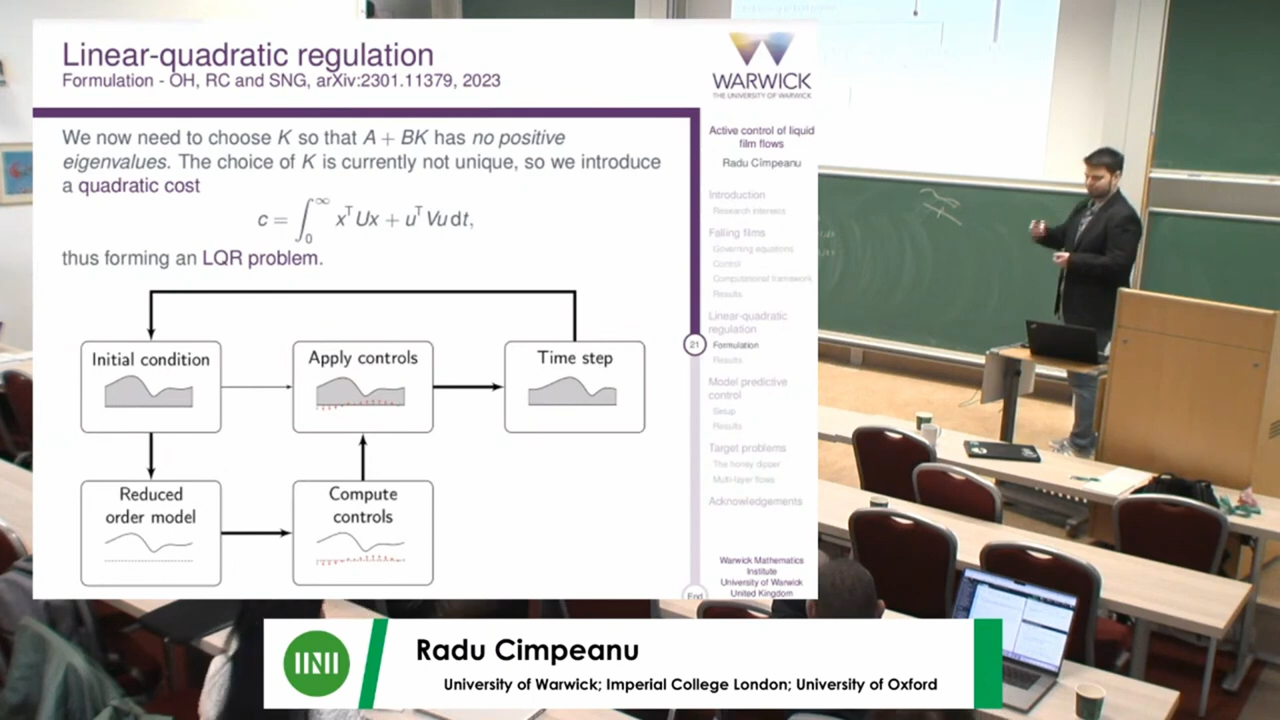 Linear-quadratic regulation
Formulation - OH, RC and SNG, arXiv:2301.11379, 2023
We now need to choose K so that A + BK has no positive
eigenvalues. The choice of K is currently not unique, so we introduce
a quadratic cost
c = ∫₀^∞ xᵀUx + uᵀVu dt,
thus forming an LQR problem.
Initial condition
Apply controls
Time step
Reduced
order model
Compute
controls
WARWICK
THE UNIVERSITY OF WARWICK
Active control of liquid
film flows
Radu Cimpeanu
Introduction
Research interests
Falling films
Governing equations
Control
Computational framework
Results
Linear-quadratic
regulation
21
Formulation
Results
Model predictive
control
Setup
Results
Target problems
The honey dipper
Multi-layer flows
Acknowledgements
Warwick Mathematics
Institute
University of Warwick
United Kingdom
End
Radu Cimpeanu
University of Warwick; Imperial College London; University of Oxford